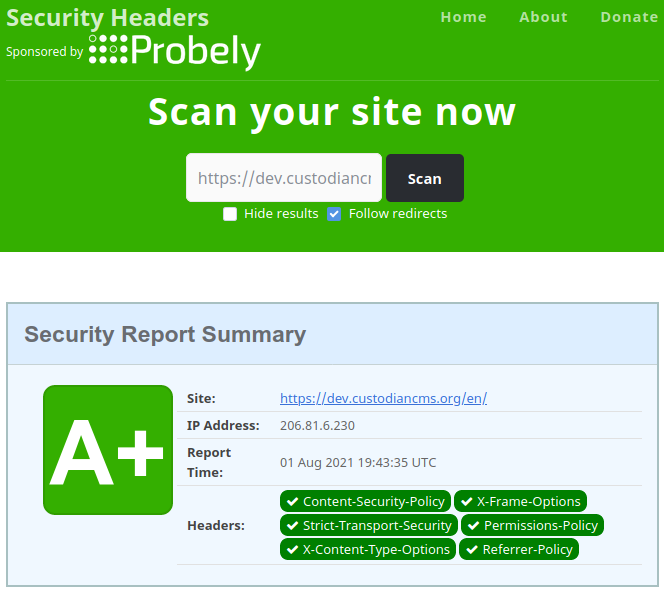 Security Headers
Home About Donate
Sponsored by Probely
Scan your site now
https://dev.custodiancr
Scan
Hide results Follow redirects
Security Report Summary
A+
Site: https://dev.custodiancms.org/en/
IP Address: 206.81.6.230
Report
Time: 01 Aug 2021 19:43:35 UTC
Headers: Content-Security-Policy X-Frame-Options
Strict-Transport-Security Permissions-Policy
X-Content-Type-Options Referrer-Policy